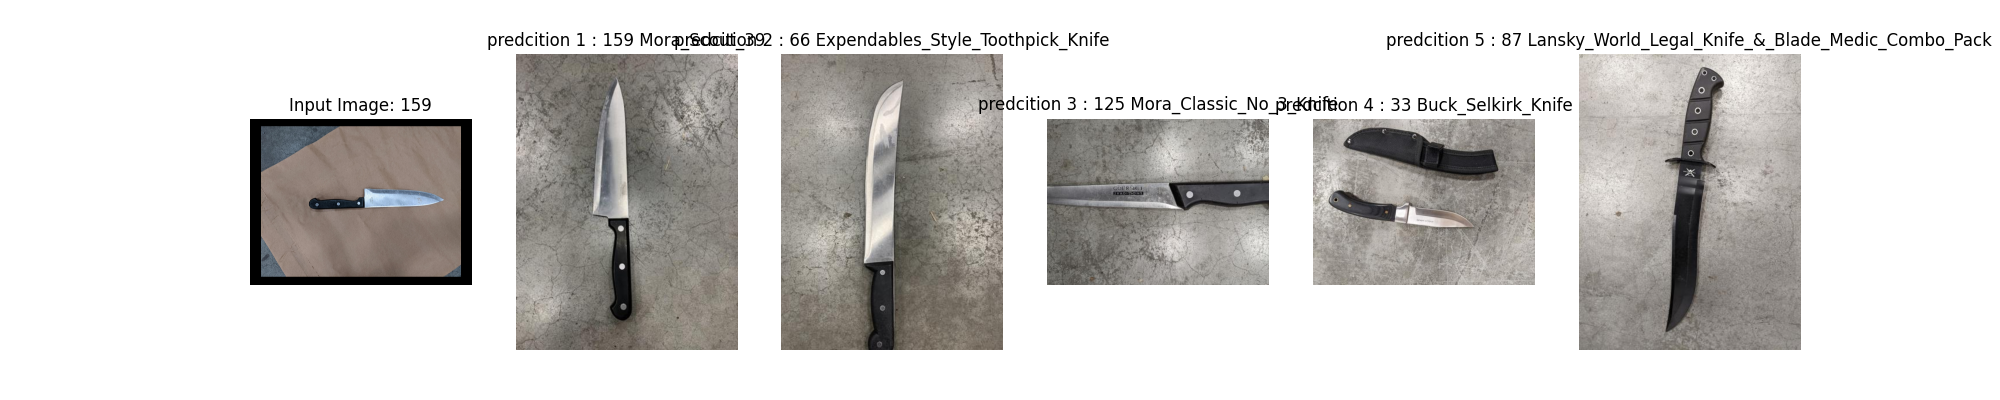 predcition 1 : 159 Mora_Scout_39
predcition 2 : 66 Expendables_Style_Toothpick_Knife
predcition 5 : 87 Lansky_World_Legal_Knife_&_Blade_Medic_Combo_Pack
Input Image: 159
predcition 3 : 125 Mora_Classic_No_3_Knife
predcition 4 : 33 Buck_Selkirk_Knife